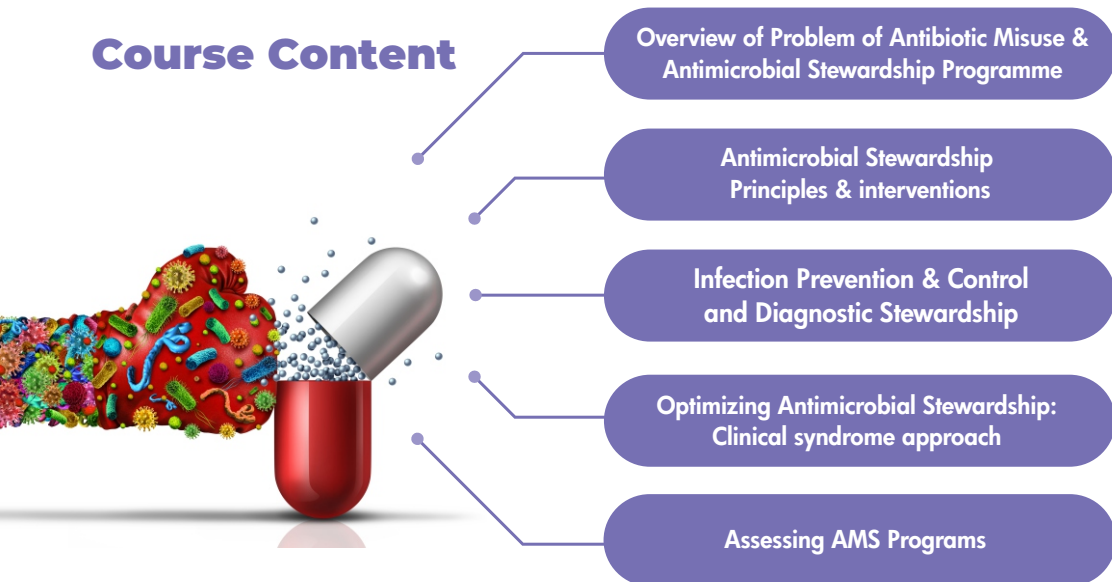 Course Content
Overview of Problem of Antibiotic Misuse &
Antimicrobial Stewardship Programme
Antimicrobial Stewardship
Principles & interventions
Infection Prevention & Control
and Diagnostic Stewardship
Optimizing Antimicrobial Stewardship:
Clinical syndrome approach
Assessing AMS Programs